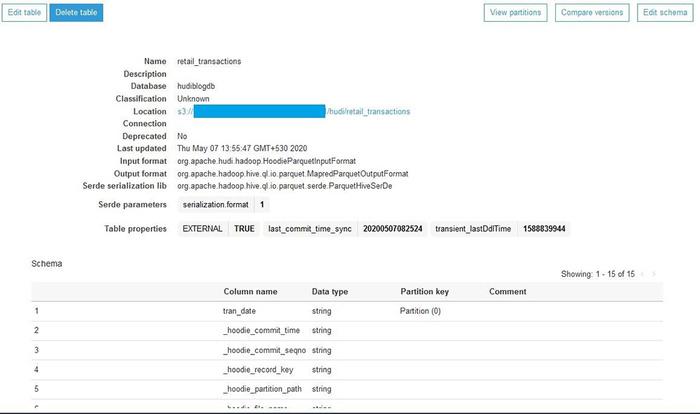 Edit table Delete table View partitions Compare versions Edit schema
Name retail_transactions
Description
Database hudiblogdb
Classification Unknown
Location s3:// /hudi/retail_transactions
Connection
Deprecated No
Last updated Thu May 07 13:55:47 GMT+530 2020
Input format org.apache.hudi.hadoop.HoodieParquetInputFormat
Output format org.apache.hadoop.hive.ql.io.parquet.MapredParquetOutputFormat
Serde serialization lib org.apache.hadoop.hive.ql.io.parquet.serde.ParquetHiveSerDe
Serde parameters serialization.format 1
Table properties EXTERNAL TRUE last_commit_time_sync 20200507082524 transient_lastDdlTime 1588839944
Schema
Showing: 1 - 15 of 15 < >
Column name Data type Partition key Comment
1 tran_date string Partition (0)
2 _hoodie_commit_time string
3 _hoodie_commit_seqno string
4 _hoodie_record_key string
5 _hoodie_partition_path string